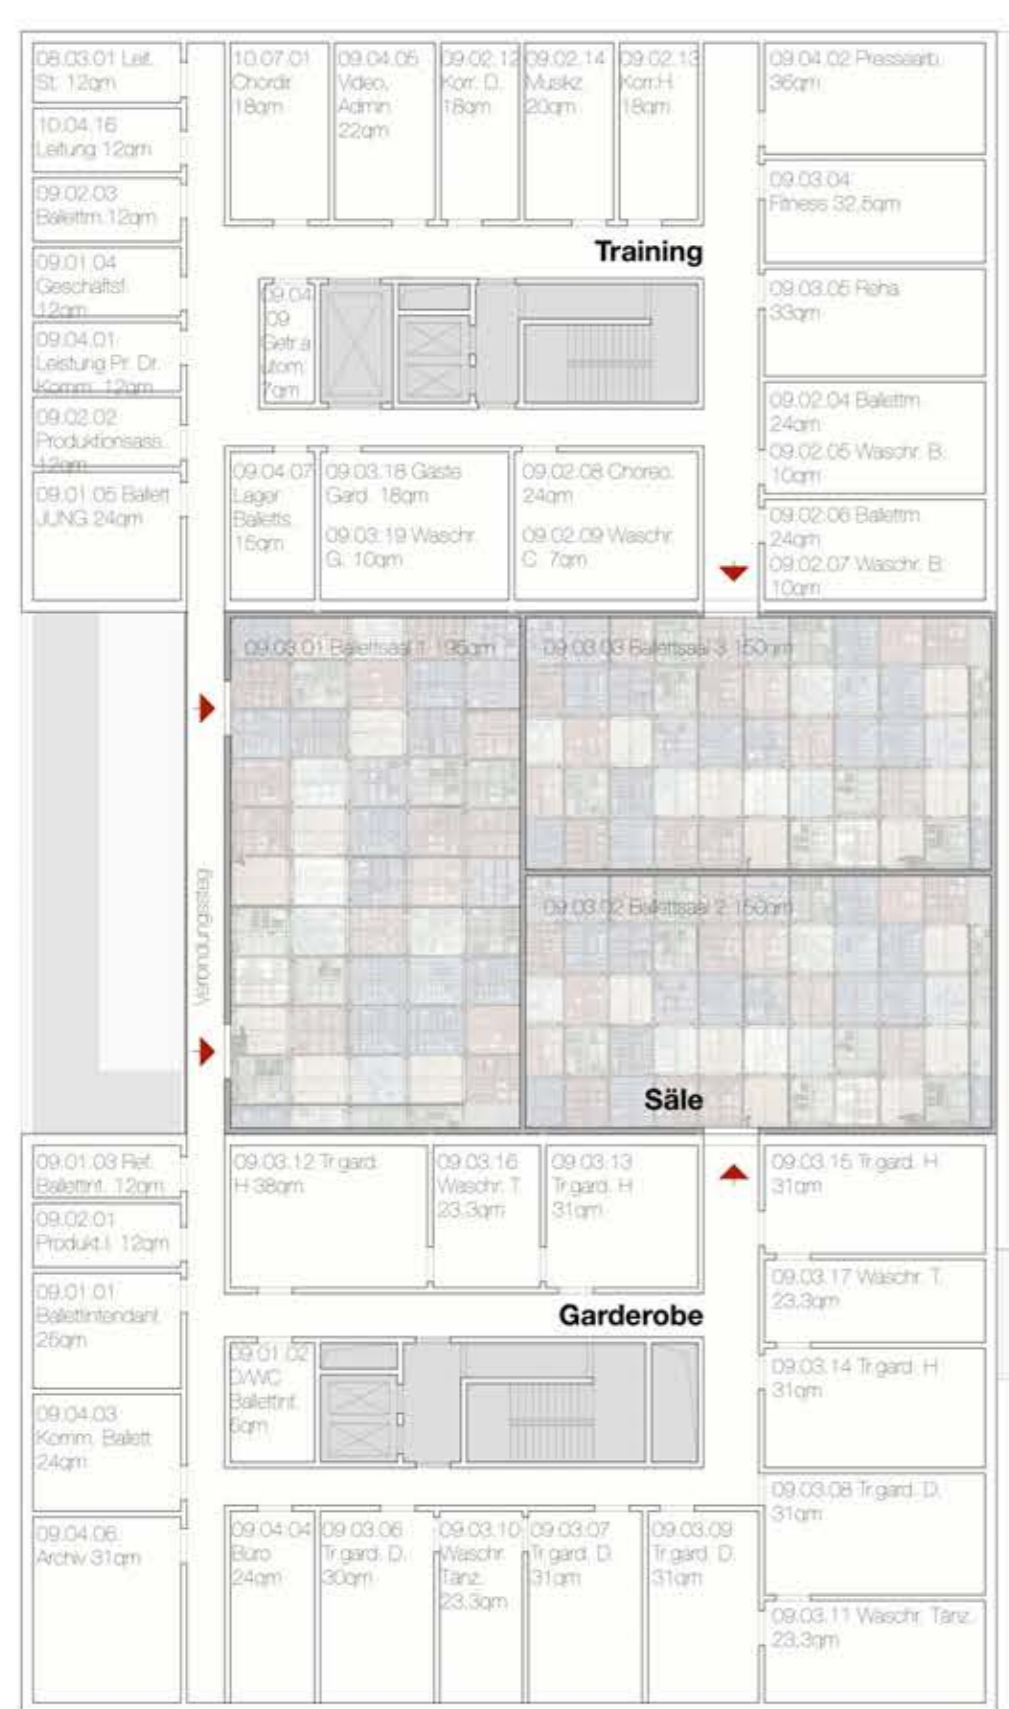 08.03.01 Leit.
St. 12qm
10.04.16
Leitung 12qm
09.02.03
Ballettm. 12qm
09.01.04
Geschäftsf.
12qm
09.04.01
Leistung Pr. Dr.
Komm. 12qm
09.02.02
Produktionsass.
12qm
09.01.05 Ballett
JUNG 24qm
10.07.01
Chordir.
18qm
09.04.05
Video,
Admin.
22qm
09.02.12
Korr. D.
18qm
09.02.14
Musikz.
20qm
09.02.13
Korr.H.
18qm
09.04.02 Pressearb.
36qm
09.03.04
Fitness 32,5qm
09.03.05 Reha
33qm
09.02.04 Ballettm.
24qm
09.02.05 Waschr. B.
10qm
09.02.06 Ballettm.
24qm
09.02.07 Waschr. B.
10qm
Training
09.04.
09
Getr.a
utom.
7qm
09.04.07
Lager
Balletts.
15qm
09.03.18 Gäste
Gard. 18qm
09.03.19 Waschr.
G. 10qm
09.02.08 Choreo.
24qm
09.02.09 Waschr.
C. 7qm
09.03.01 Ballettsaal 1 195qm
09.03.03 Ballettsaal 3 150qm
09.03.02 Ballettsaal 2 150qm
Säle
09.01.03 Ref.
Ballettint. 12qm
09.02.01
Produkt.l. 12qm
09.01.01
Ballettintendant
26qm
09.04.03
Komm. Ballett
24qm
09.04.06.
Archiv 31qm
09.03.12 Tr.gard.
H 38qm
09.03.16
Waschr. T.
23.3qm
09.03.13
Tr.gard. H.
31qm
09.03.15 Tr.gard. H.
31qm
09.03.17 Waschr. T.
23,3qm
09.03.14 Tr.gard. H.
31qm
09.03.08 Tr.gard. D.
31qm
09.03.11 Waschr. Tänz.
23,3qm
Garderobe
09.01.02
D/WC
Ballettint.
6qm
09.04.04
Büro
24qm
09.03.06
Tr.gard. D.
30qm
09.03.10
Waschr.
Tänz.
23,3qm
09.03.07
Tr.gard. D.
31qm
09.03.09
Tr.gard. D.
31qm